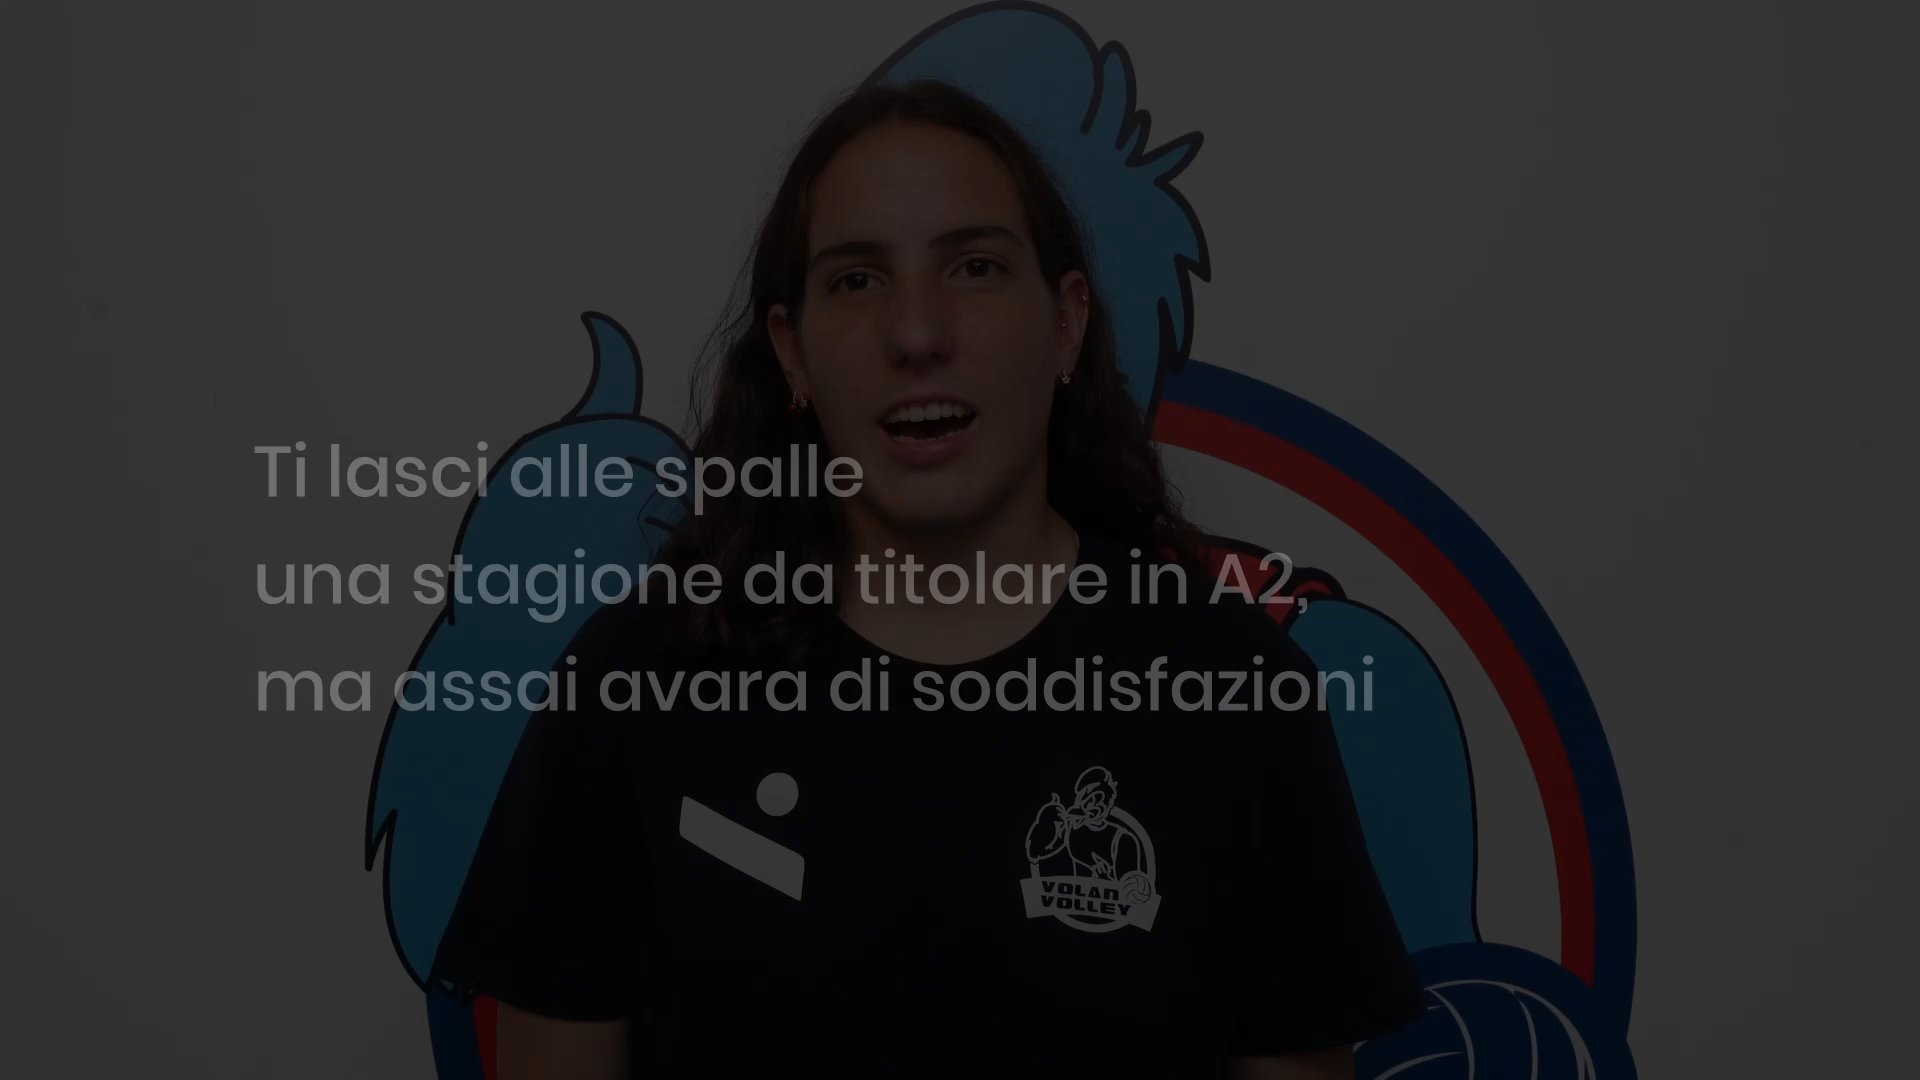 Ti lasci alle spalle
una stagione da titolare in A2,
ma assai avara di soddisfazioni
VOLAN
VOLLEY